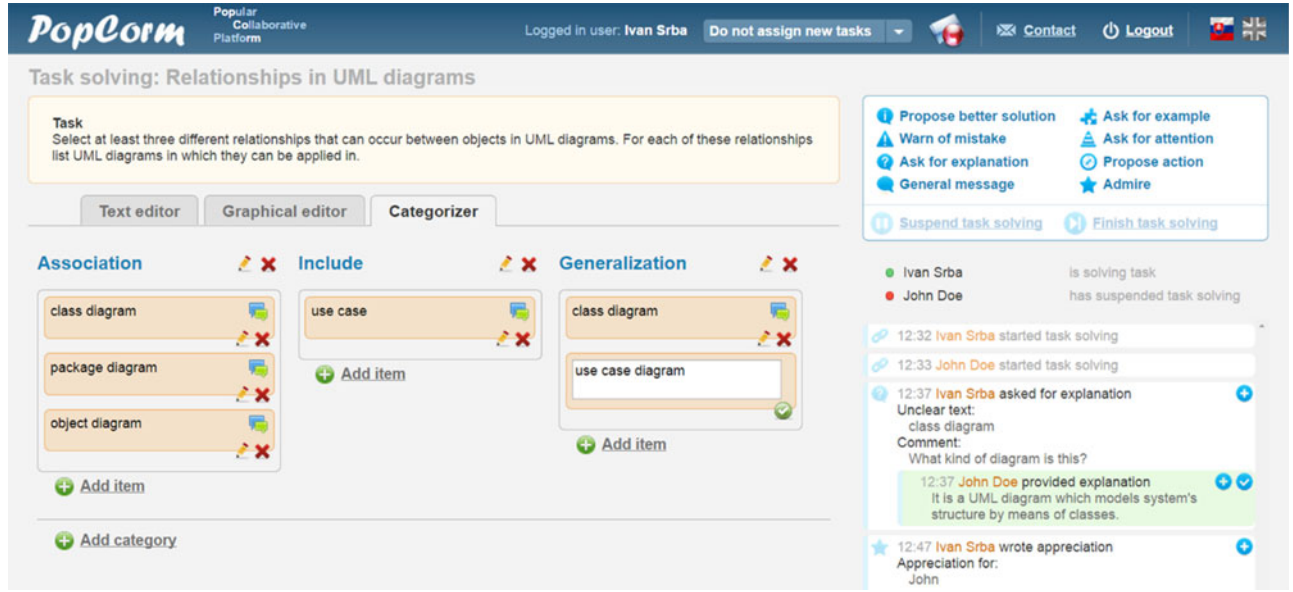 PopCorm
Popular
Collaborative
Platform
Logged in user: Ivan Srba
Do not assign new tasks
Contact
Logout
Task solving: Relationships in UML diagrams
Task
Select at least three different relationships that can occur between objects in UML diagrams. For each of these relationships
list UML diagrams in which they can be applied in.
Propose better solution
Ask for example
Warn of mistake
Ask for attention
Ask for explanation
Propose action
General message
Admire
Suspend task solving
Finish task solving
Text editor
Graphical editor
Categorizer
Association
class diagram
package diagram
object diagram
Add item
Include
use case
Add item
Generalization
class diagram
use case diagram
Add item
Add category
Ivan Srba is solving task
John Doe has suspended task solving
12:32 Ivan Srba started task solving
12:33 John Doe started task solving
12:37 Ivan Srba asked for explanation
Unclear text:
class diagram
Comment:
What kind of diagram is this?
12:37 John Doe provided explanation
It is a UML diagram which models system's
structure by means of classes.
12:47 Ivan Srba wrote appreciation
Appreciation for:
John